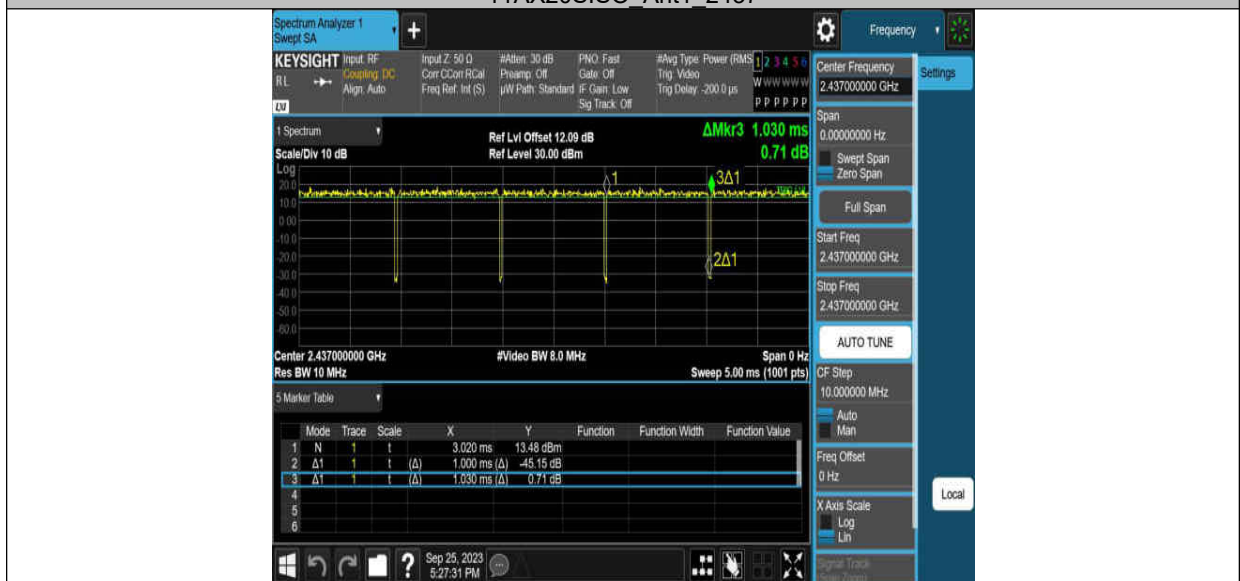 Spectrum Analyzer 1
Swept SA
+
Frequency
KEYSIGHT
RL
LXI
Input: RF
Coupling: DC
Align: Auto
Input Z: 50 Ω
Corr CCorr RCal
Freq Ref: Int (S)
#Atten: 30 dB
Preamp: Off
µW Path: Standard
PNO: Fast
Gate: Off
IF Gain: Low
Sig Track: Off
#Avg Type: Power (RMS
Trig: Video
Trig Delay: -200.0 µs
1 2 3 4 5 6
W W W W W W
P P P P P P
Center Frequency
2.437000000 GHz
Settings
1 Spectrum
Scale/Div 10 dB
Ref Lvl Offset 12.09 dB
Ref Level 30.00 dBm
ΔMkr3 1.030 ms
0.71 dB
Span
0.00000000 Hz
Swept Span
Zero Span
Full Span
Log
20.0
10.0
0.00
-10.0
-20.0
-30.0
-40.0
-50.0
-60.0
1
3Δ1
2Δ1
Start Freq
2.437000000 GHz
Stop Freq
2.437000000 GHz
AUTO TUNE
Center 2.437000000 GHz
#Video BW 8.0 MHz
Span 0 Hz
Res BW 10 MHz
Sweep 5.00 ms (1001 pts)
CF Step
10.000000 MHz
Auto
Man
5 Marker Table
Mode Trace Scale X Y Function Function Width Function Value
1 N 1 t 3.020 ms 13.48 dBm
2 Δ1 1 t (Δ) 1.000 ms (Δ) -45.15 dB
3 Δ1 1 t (Δ) 1.030 ms (Δ) 0.71 dB
4
5
6
Freq Offset
0 Hz
X Axis Scale
Log
Lin
Local
Signal Track
?
Sep 25, 2023
5:27:31 PM